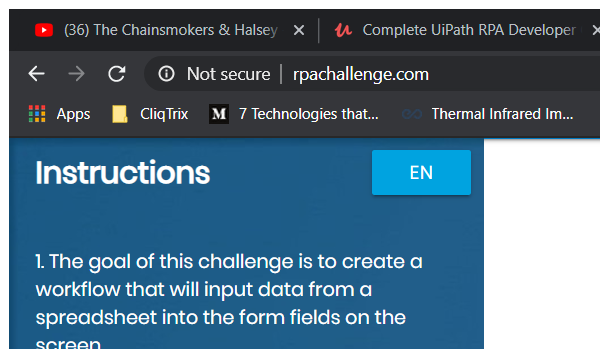 (36) The Chainsmokers & Halsey
Complete UiPath RPA Developer
Not secure | rpachallenge.com
Apps CliqTrix 7 Technologies that... Thermal Infrared Im...
Instructions
EN
1. The goal of this challenge is to create a
workflow that will input data from a
spreadsheet into the form fields on the
screen